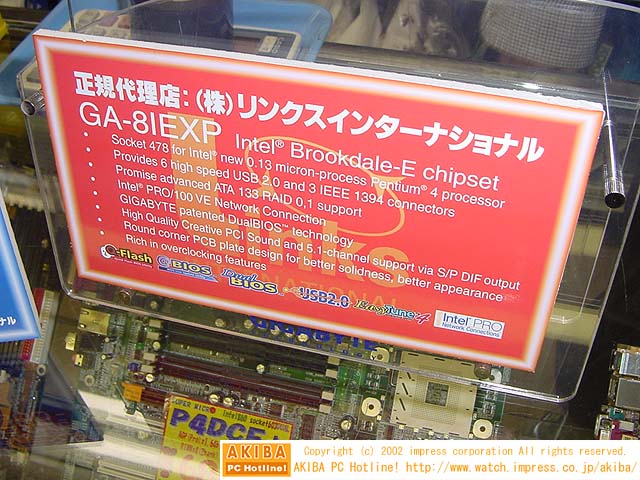 正規代理店:(株)リンクスインターナショナル
GA-8IEXP Intel® Brookdale-E chipset
• Socket 478 for Intel® new 0.13 micron-process Pentium® 4 processor
• Provides 6 high speed USB 2.0 and 3 IEEE 1394 connectors
• Promise advanced ATA 133 RAID 0,1 support
• Intel® PRO/100 VE Network Connection
• GIGABYTE patented DualBIOS™ technology
• High Quality Creative PCI Sound and 5.1-channel support via S/P DIF output
• Round corner PCB plate design for better solidness, better appearance
• Rich in overclocking features
Q-Flash @BIOS Dual BIOS USB2.0 EasyTune4 Intel® PRO Network Connections
GIGABYTE
ナル
SUPER MICRO
P4DCE
AKIBA
PC Hotline!
Copyright (c) 2002 impress corporation All rights reserved.
AKIBA PC Hotline! http://www.watch.impress.co.jp/akiba/